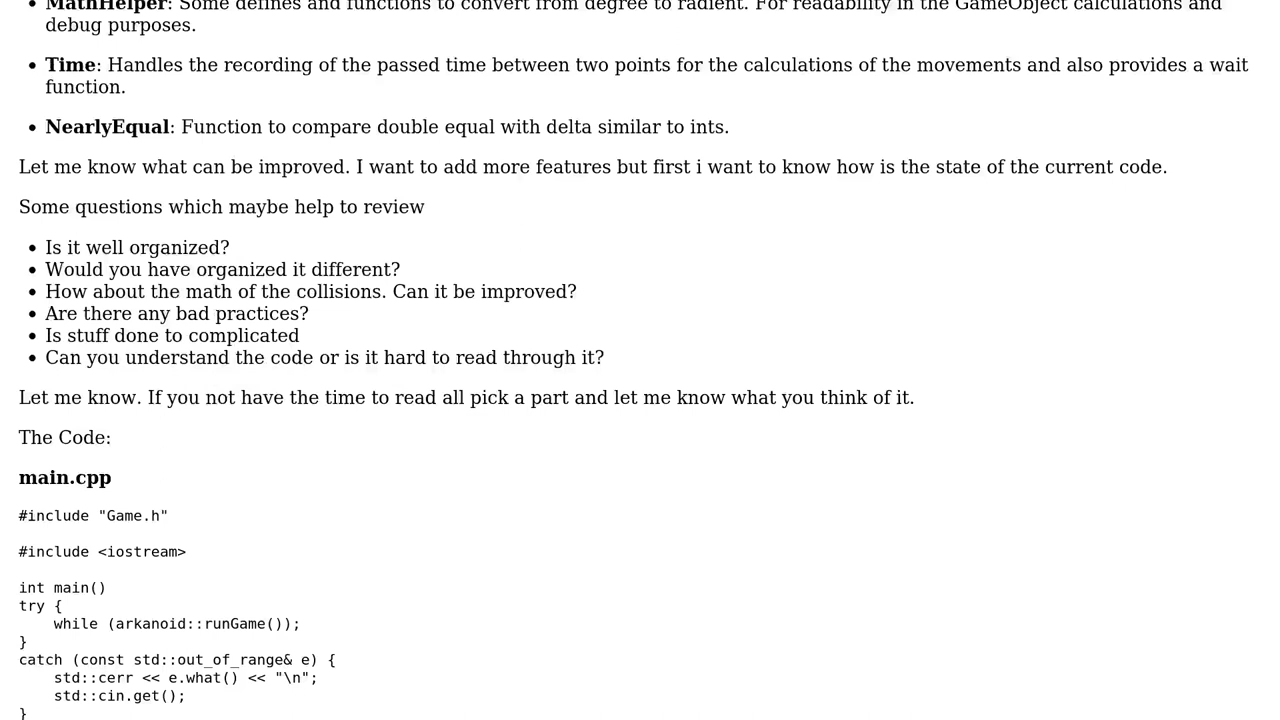 MathHelper: Some defines and functions to convert from degree to radient. For readability in the GameObject calculations and
debug purposes.
Time: Handles the recording of the passed time between two points for the calculations of the movements and also provides a wait
function.
NearlyEqual: Function to compare double equal with delta similar to ints.
Let me know what can be improved. I want to add more features but first i want to know how is the state of the current code.
Some questions which maybe help to review
Is it well organized?
Would you have organized it different?
How about the math of the collisions. Can it be improved?
Are there any bad practices?
Is stuff done to complicated
Can you understand the code or is it hard to read through it?
Let me know. If you not have the time to read all pick a part and let me know what you think of it.
The Code:
main.cpp
#include "Game.h"
#include <iostream>
int main()
try {
    while (arkanoid::runGame());
}
catch (const std::out_of_range& e) {
    std::cerr << e.what() << "\n";
    std::cin.get();
}